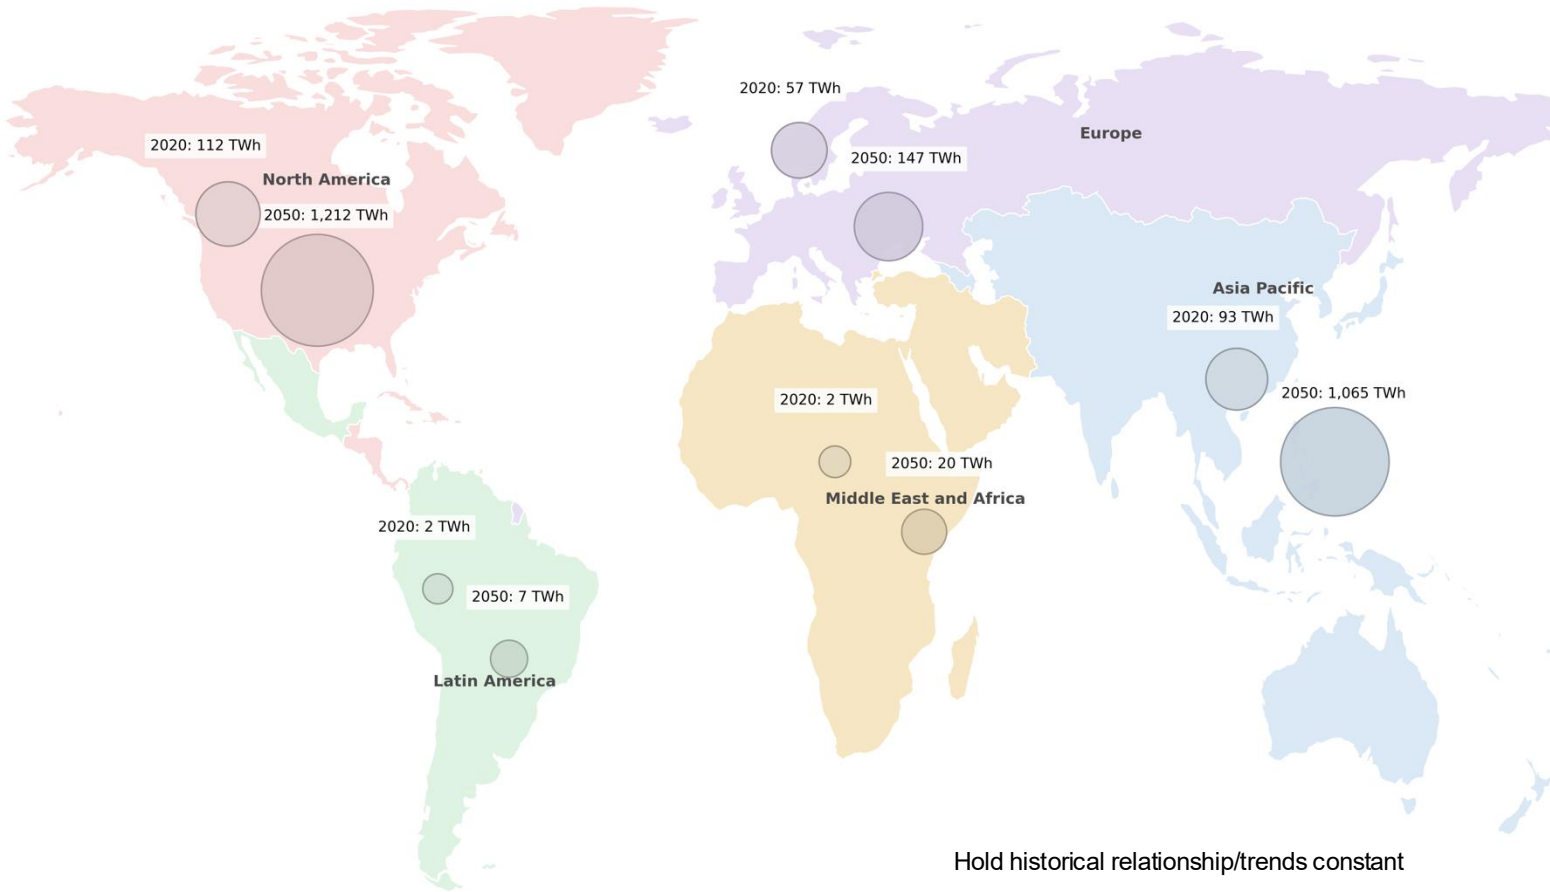 2020: 57 TWh
Europe
2020: 112 TWh
2050: 147 TWh
North America
2050: 1,212 TWh
Asia Pacific
2020: 93 TWh
2050: 1,065 TWh
2020: 2 TWh
2050: 20 TWh
Middle East and Africa
2020: 2 TWh
2050: 7 TWh
Latin America
Hold historical relationship/trends constant